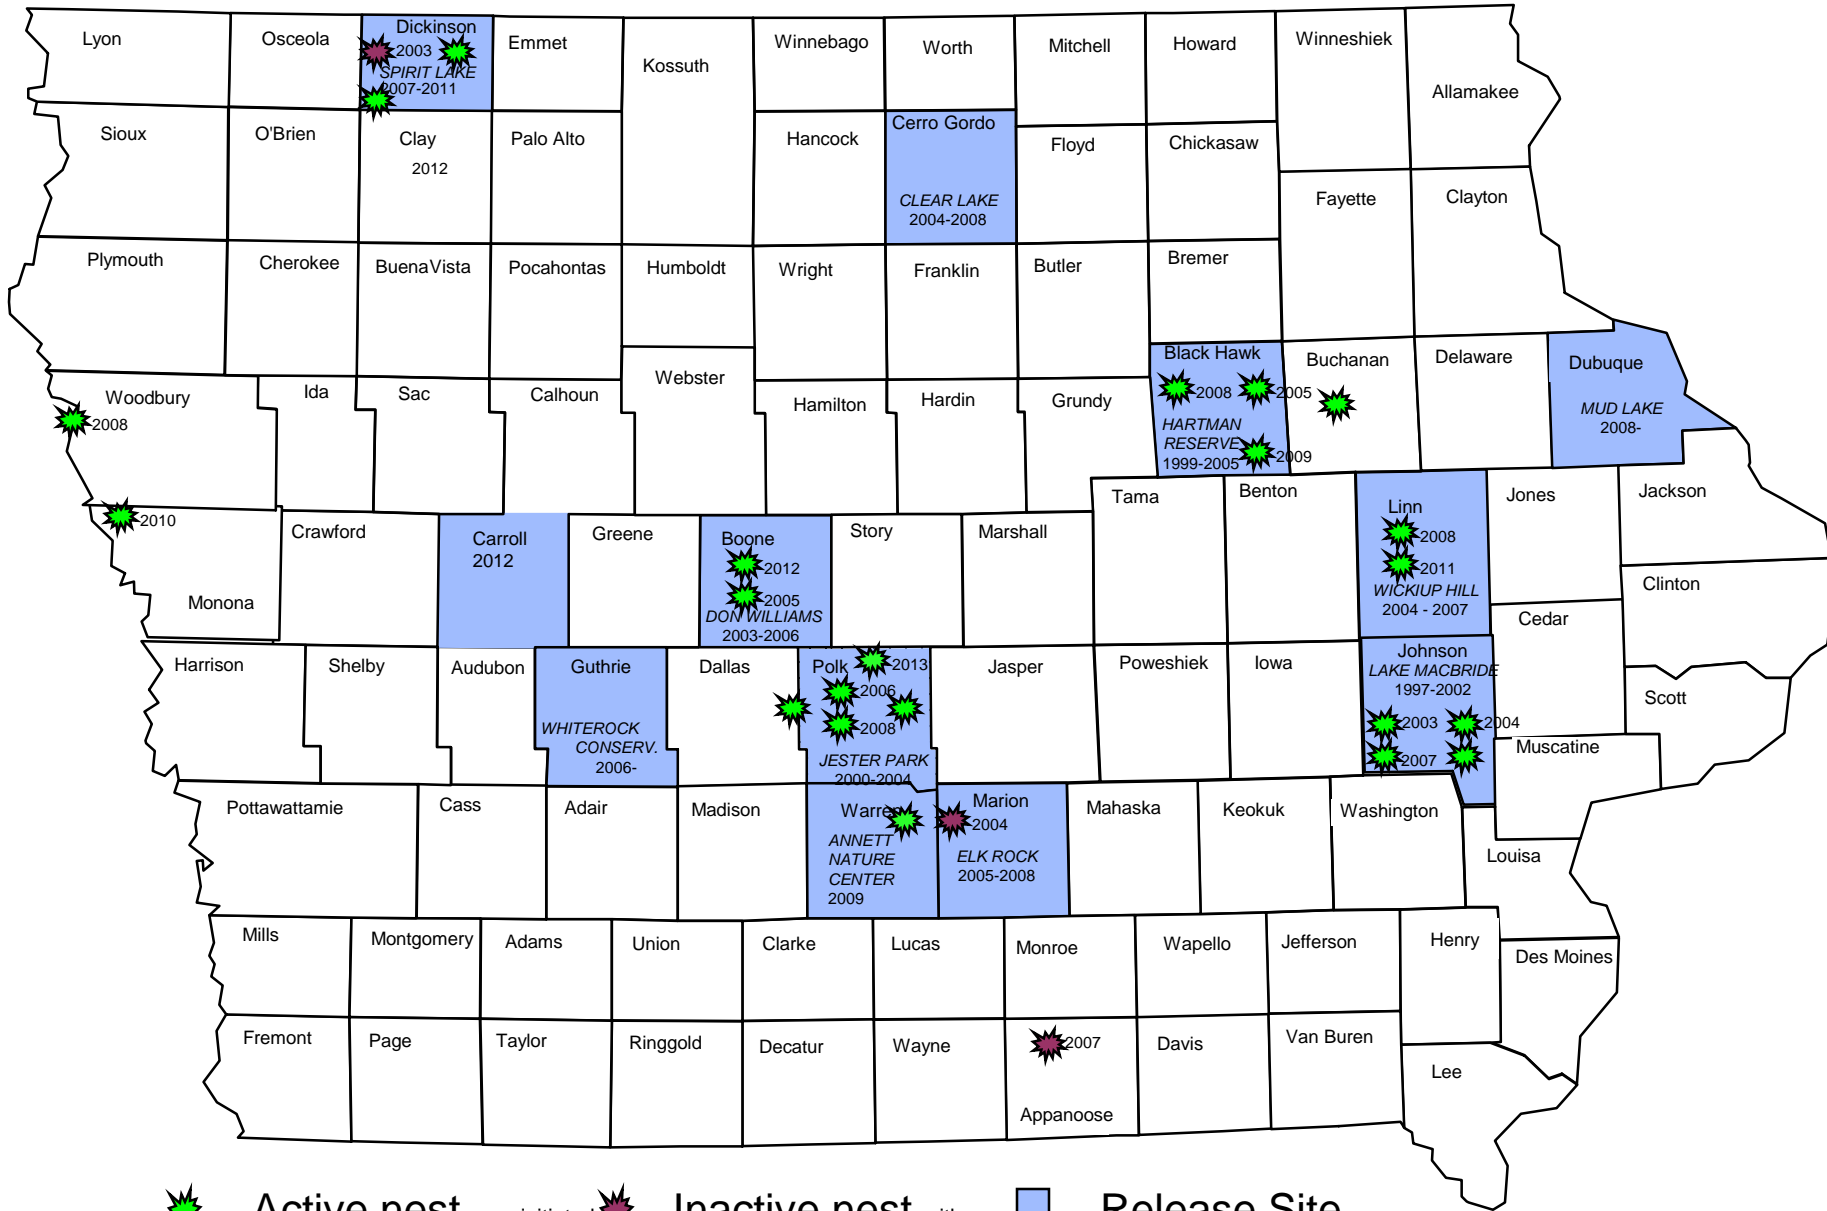 Lyon
Osceola
Dickinson
2003
SPIRIT LAKE
2007-2011
Emmet
Kossuth
Winnebago
Worth
Mitchell
Howard
Winneshiek
Allamakee
Sioux
O'Brien
Clay
2012
Palo Alto
Hancock
Cerro Gordo
CLEAR LAKE
2004-2008
Floyd
Chickasaw
Fayette
Clayton
Plymouth
Cherokee
BuenaVista
Pocahontas
Humboldt
Wright
Franklin
Butler
Bremer
Woodbury
2008
Ida
Sac
Calhoun
Webster
Hamilton
Hardin
Grundy
Black Hawk
2008
2005
HARTMAN
RESERVE
2009
1999-2005
Buchanan
Delaware
Dubuque
MUD LAKE
2008-
2010
Monona
Crawford
Carroll
2012
Greene
Boone
2012
2005
DON WILLIAMS
2003-2006
Story
Marshall
Tama
Benton
Linn
2008
2011
WICKIUP HILL
2004 - 2007
Jones
Jackson
Clinton
Cedar
Harrison
Shelby
Audubon
Guthrie
WHITEROCK
CONSERV.
2006-
Dallas
Polk
2013
2006
2008
JESTER PARK
2000-2004
Jasper
Poweshiek
Iowa
Johnson
LAKE MACBRIDE
1997-2002
2003
2004
2007
Scott
Muscatine
Pottawattamie
Cass
Adair
Madison
Warren
ANNETT
NATURE
CENTER
2009
Marion
2004
ELK ROCK
2005-2008
Mahaska
Keokuk
Washington
Louisa
Mills
Montgomery
Adams
Union
Clarke
Lucas
Monroe
Wapello
Jefferson
Henry
Des Moines
Fremont
Page
Taylor
Ringgold
Decatur
Wayne
2007
Appanoose
Davis
Van Buren
Lee
Active nest
Inactive nest
Release Site